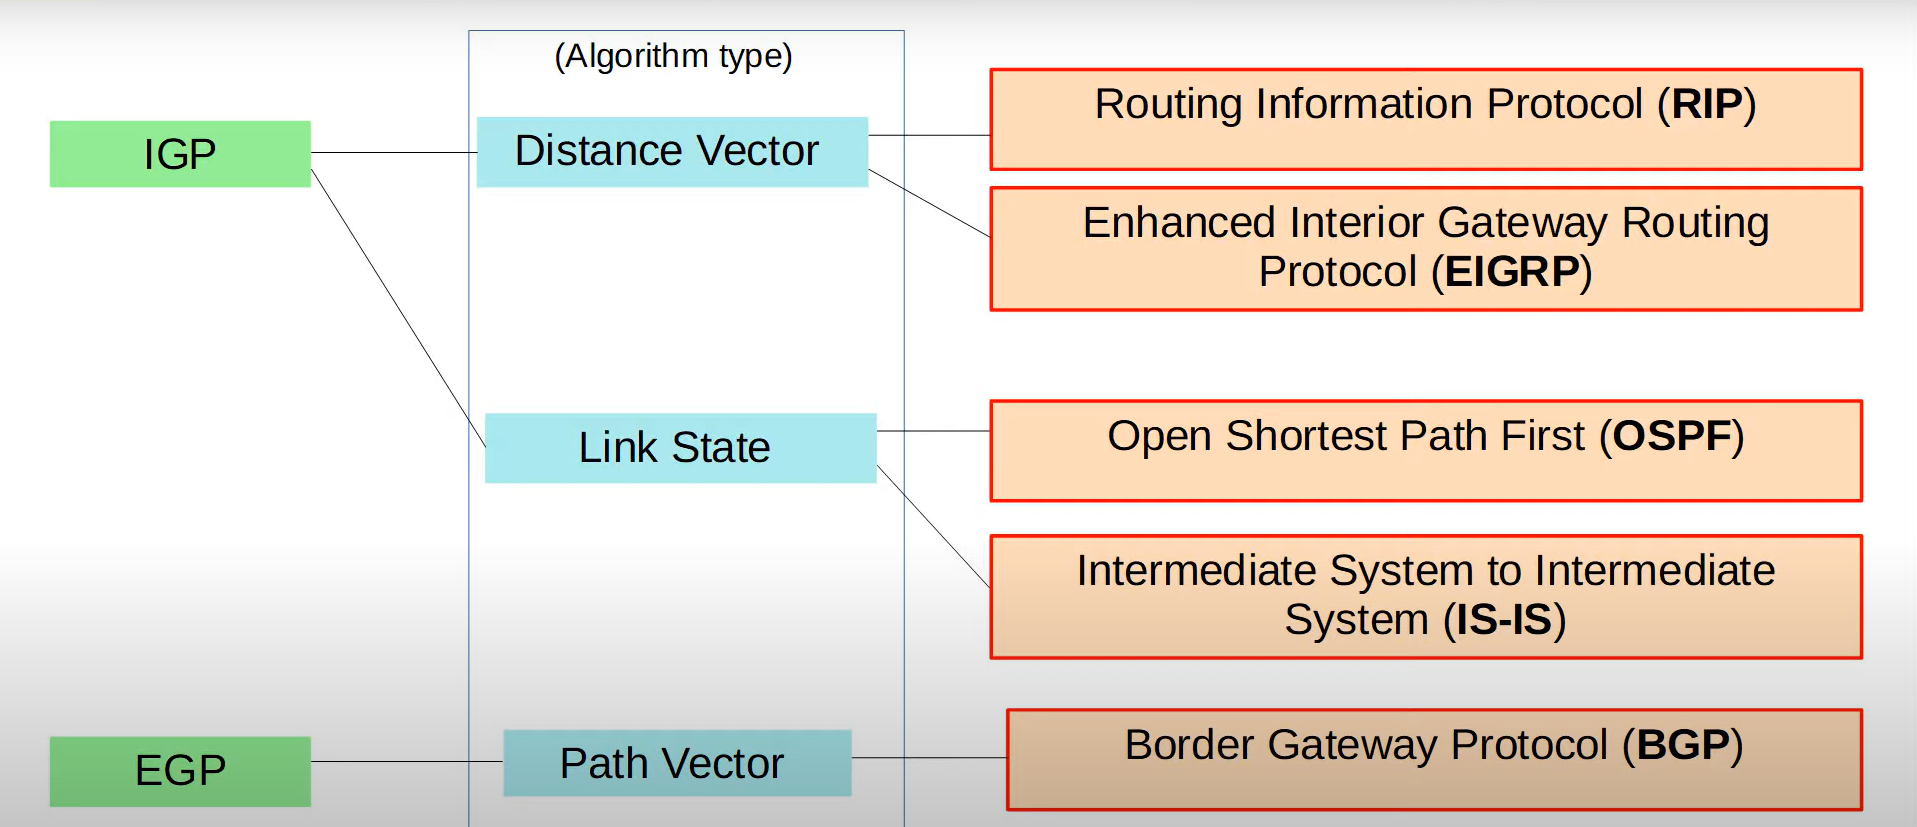 (Algorithm type)
IGP
Distance Vector
Routing Information Protocol (RIP)
Enhanced Interior Gateway Routing
Protocol (EIGRP)
Link State
Open Shortest Path First (OSPF)
Intermediate System to Intermediate
System (IS-IS)
EGP
Path Vector
Border Gateway Protocol (BGP)